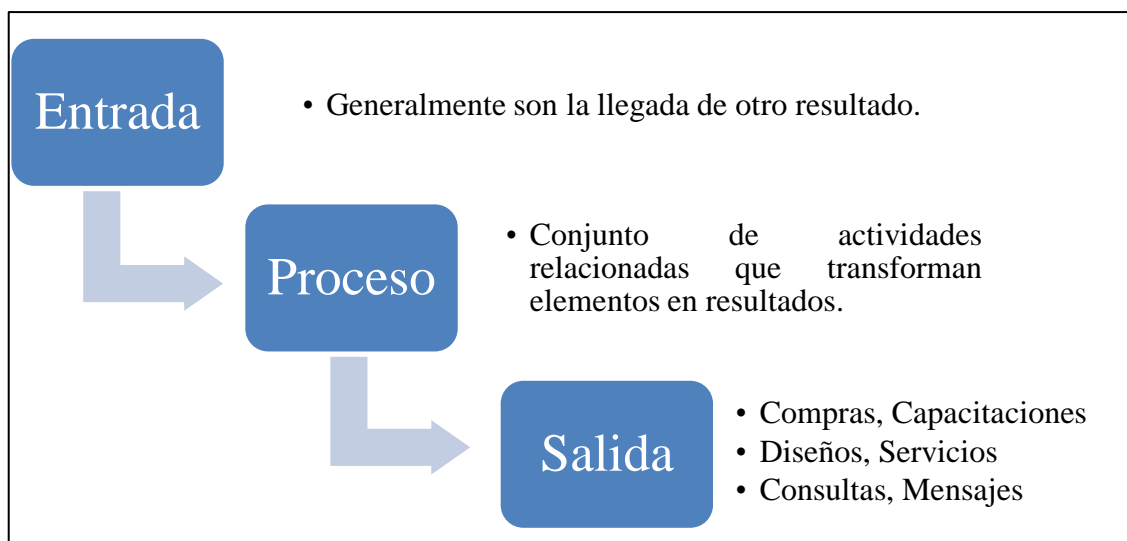 Entrada
• Generalmente son la llegada de otro resultado.
Proceso
• Conjunto de actividades
relacionadas que transforman
elementos en resultados.
Salida
• Compras, Capacitaciones
• Diseños, Servicios
• Consultas, Mensajes